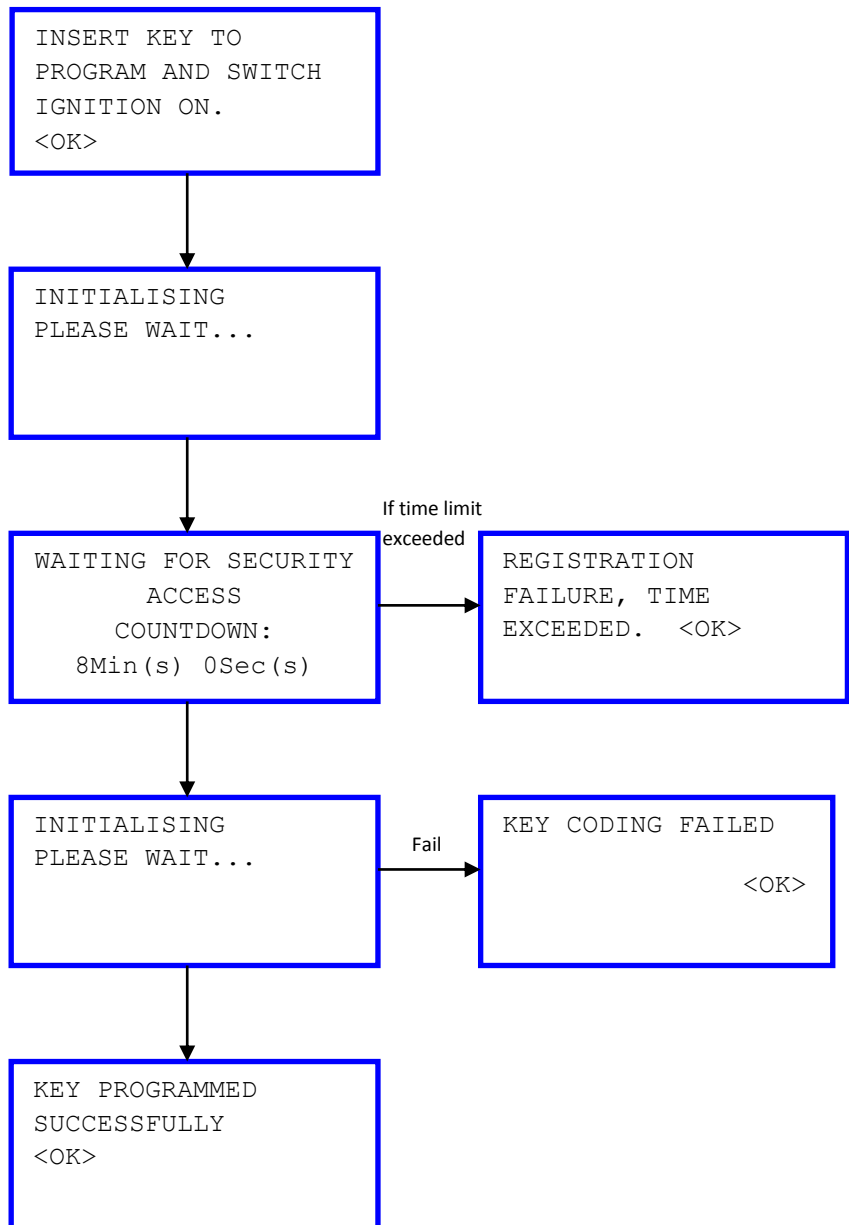 INSERT KEY TO
PROGRAM AND SWITCH
IGNITION ON.
<OK>
INITIALISING
PLEASE WAIT...
WAITING FOR SECURITY
ACCESS
COUNTDOWN:
8Min(s) 0Sec(s)
If time limit
exceeded
REGISTRATION
FAILURE, TIME
EXCEEDED. <OK>
INITIALISING
PLEASE WAIT...
Fail
KEY CODING FAILED
<OK>
KEY PROGRAMMED
SUCCESSFULLY
<OK>